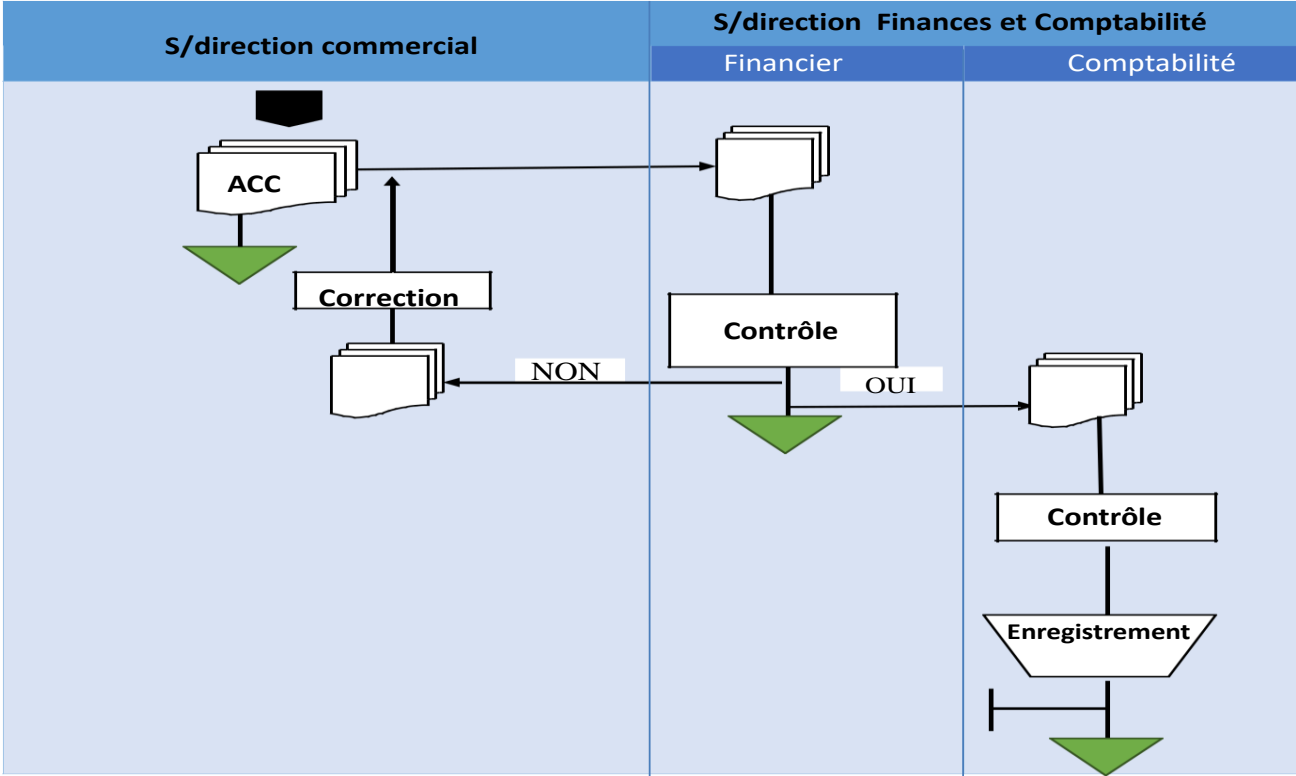 S/direction commercial
S/direction Finances et Comptabilité
Financier
Comptabilité
ACC
Correction
Contrôle
NON
OUI
Contrôle
Enregistrement